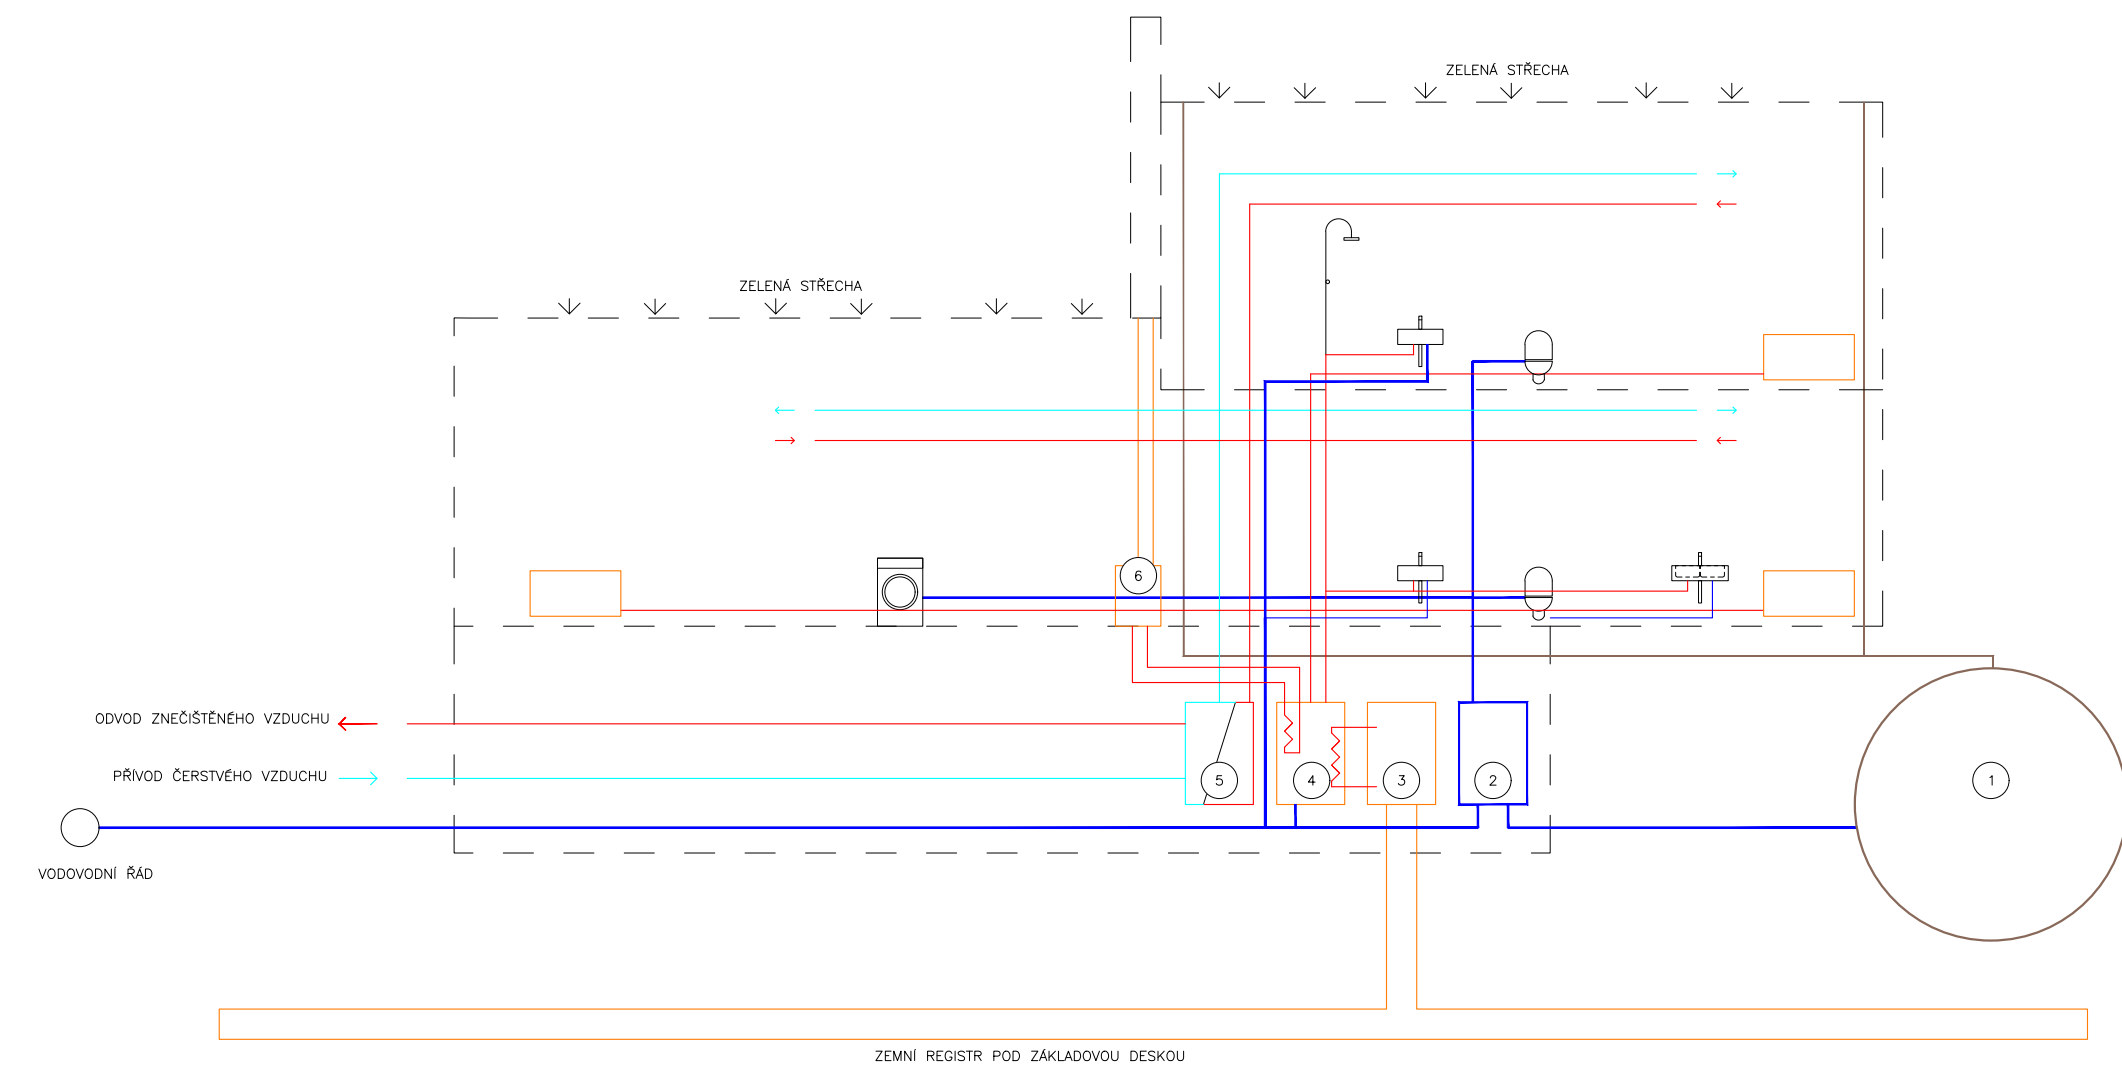 ZELENÁ STŘECHA
ZELENÁ STŘECHA
6
ODVOD ZNEČIŠTĚNÉHO VZDUCHU
PŘÍVOD ČERSTVÉHO VZDUCHU
5
4
3
2
1
VODOVODNÍ ŘÁD
ZEMNÍ REGISTR POD ZÁKLADOVOU DESKOU